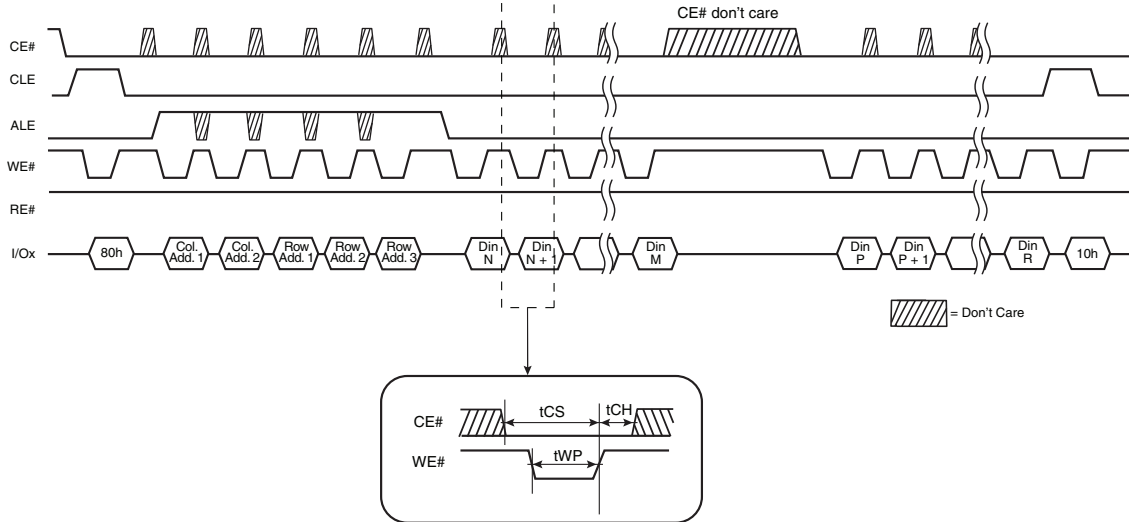 CE# don't care
CE#
CLE
ALE
WE#
RE#
I/Ox
80h
Col.
Add. 1
Col.
Add. 2
Row
Add. 1
Row
Add. 2
Row
Add. 3
Din
N
Din
N + 1
Din
M
Din
P
Din
P + 1
Din
R
10h
= Don't Care
CE#
tCS
tCH
WE#
tWP